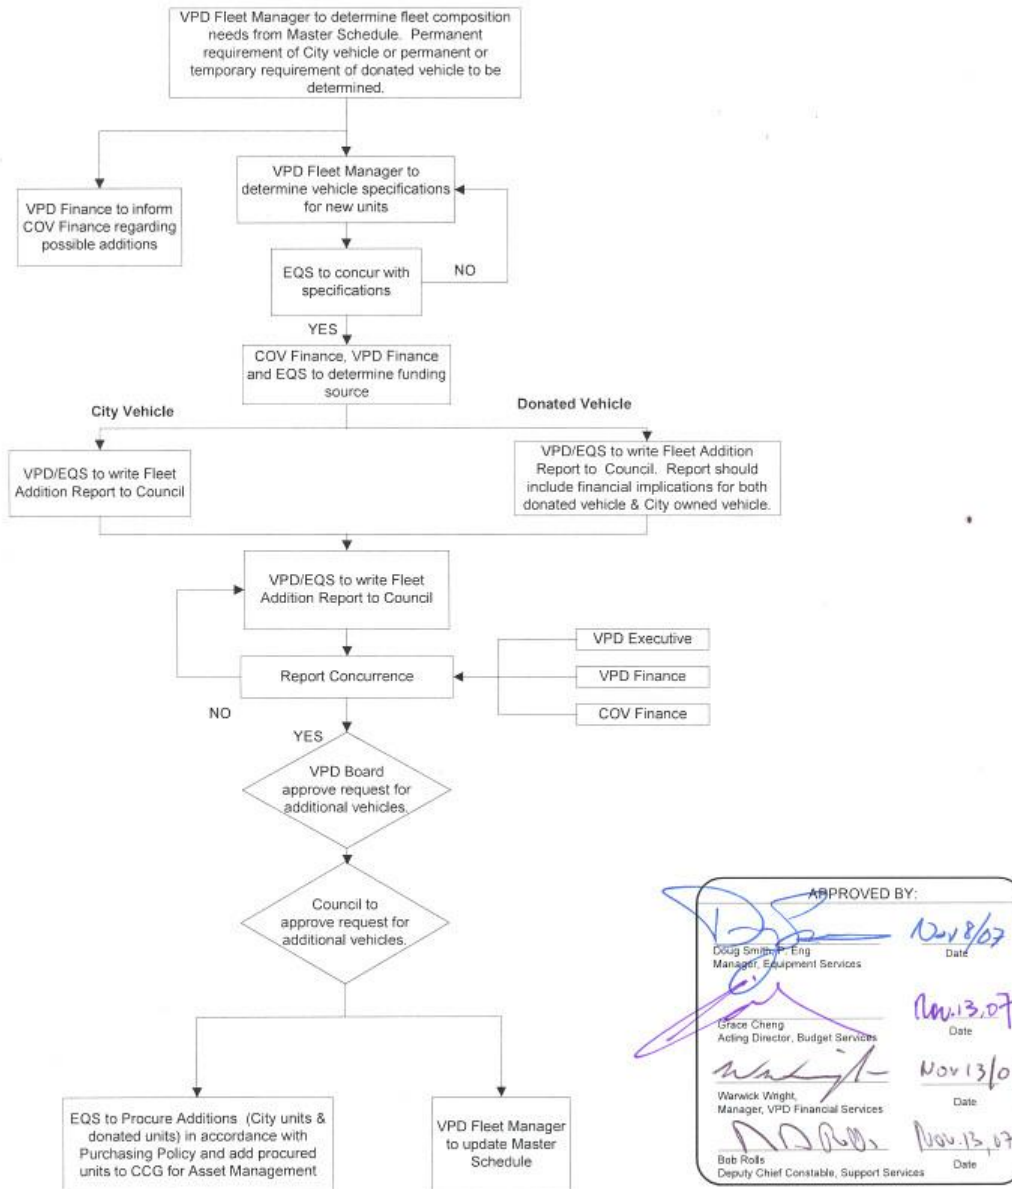 VPD Fleet Manager to determine fleet composition
needs from Master Schedule. Permanent
requirement of City vehicle or permanent or
temporary requirement of donated vehicle to be
determined.
VPD Finance to inform
COV Finance regarding
possible additions
VPD Fleet Manager to
determine vehicle specifications
for new units
EQS to concur with
specifications
NO
YES
COV Finance, VPD Finance
and EQS to determine funding
source
City Vehicle
Donated Vehicle
VPD/EQS to write Fleet
Addition Report to Council
VPD/EQS to write Fleet Addition
Report to Council. Report should
include financial implications for both
donated vehicle & City owned vehicle.
VPD/EQS to write Fleet
Addition Report to Council
Report Concurrence
VPD Executive
VPD Finance
COV Finance
NO
YES
VPD Board
approve request for
additional vehicles.
Council to
approve request for
additional vehicles.
EQS to Procure Additions (City units &
donated units) in accordance with
Purchasing Policy and add procured
units to CCG for Asset Management
VPD Fleet Manager
to update Master
Schedule
APPROVED BY:
Nov 8/07
Doug Smith, P. Eng
Date
Manager, Equipment Services
Nov. 13, 07
Grace Cheng
Date
Acting Director, Budget Services
Nov 13/0
Warwick Wright,
Date
Manager, VPD Financial Services
Nov. 13, 07
Bob Rolls
Date
Deputy Chief Constable, Support Services